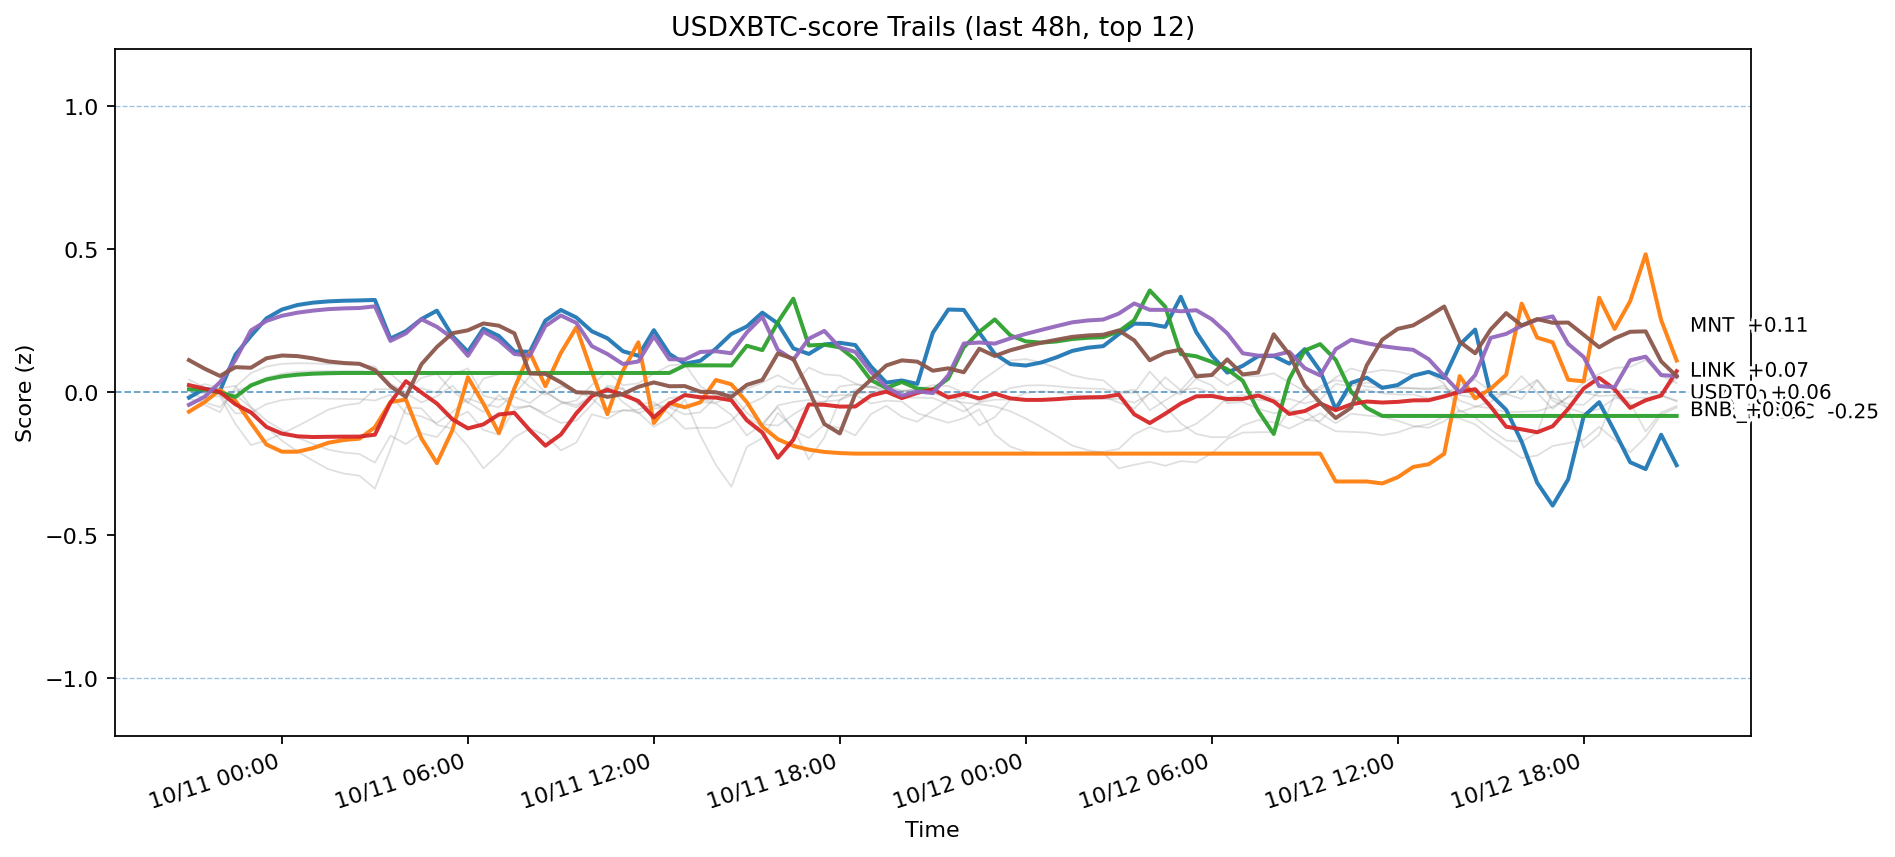 USDXBTC-score Trails (last 48h, top 12)
Score (z)
1.0
0.5
0.0
−0.5
−1.0
MNT +0.11
LINK +0.07
USDT0 +0.06
BNB +0.06
-0.25
10/11 00:00
10/11 06:00
10/11 12:00
10/11 18:00
10/12 00:00
10/12 06:00
10/12 12:00
10/12 18:00
Time